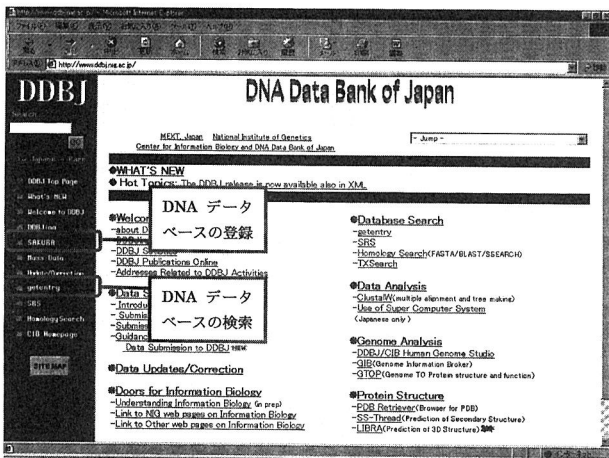 Microsoft Internet Explorer
http://www.ddbj.nig.ac.jp/
DDBJ
Search
GO
DDBJ Top Page
What's NEW
Welcome to DDBJ
SAKURA
Mass Data
getentry
SRS
HomologySearch
CIB Homepage
SITEMAP
DNA Data Bank of Japan
MEXT, Japan National Institute of Genetics
Center for Information Biology and DNA Data Bank of Japan
- Jump -
WHAT'S NEW
Hot Topics: The DDBJ release is now available also in XML
DNA データ
ベースの登録
DNA データ
ベースの検索
-about D
-DDBJ Publications Online
-Addresses Related to DDBJ Activities
Data S
-Guidanc
Data Submission to DDBJ NEW
Data Updates/Correction
Doors for Information Biology
-Understanding Information Biology (in prep)
-Link to NIG web pages on Information Biology
-Link to Other web pages on Information Biology
Database Search
-getentry
-SRS
-Homology Search(FASTA/BLAST/SSEARCH)
-TXSearch
Data Analysis
-ClustalW(multiple alignment and tree making)
-Use of Super Computer System
(Japanese only)
Genome Analysis
-DDBJ/CIB Human Genome Studio
-GIB(Genome Information Broker)
-GTOP(Genome TO Protein structure and function)
Protein Structure
-PDB Retriever(Browser for PDB)
-SS-Thread(Prediction of Secondary Structure)
-LIBRA(Prediction of 3D Structure)